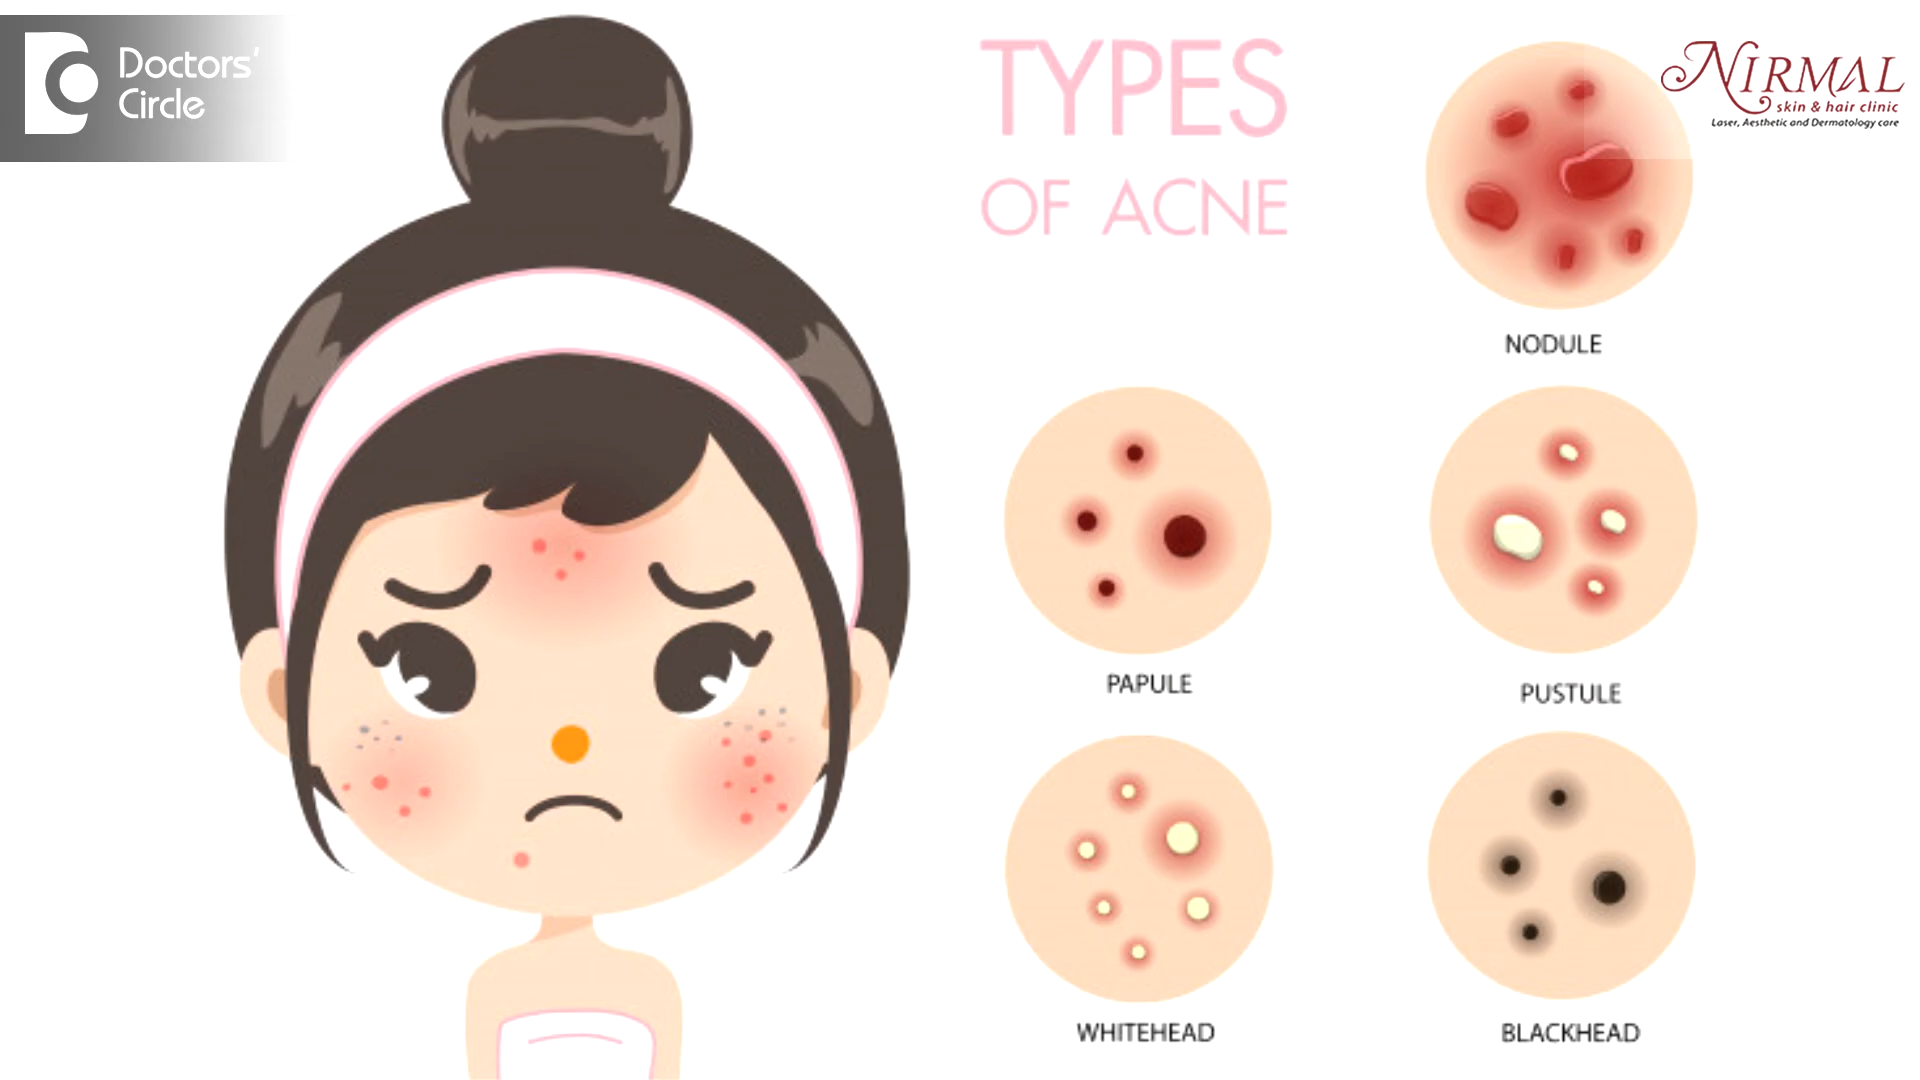 Doctors'
Circle
TYPES
OF ACNE
NIRMAL
skin & hair clinic
Laser, Aesthetic and Dermatology care
NODULE
PAPULE
PUSTULE
WHITEHEAD
BLACKHEAD